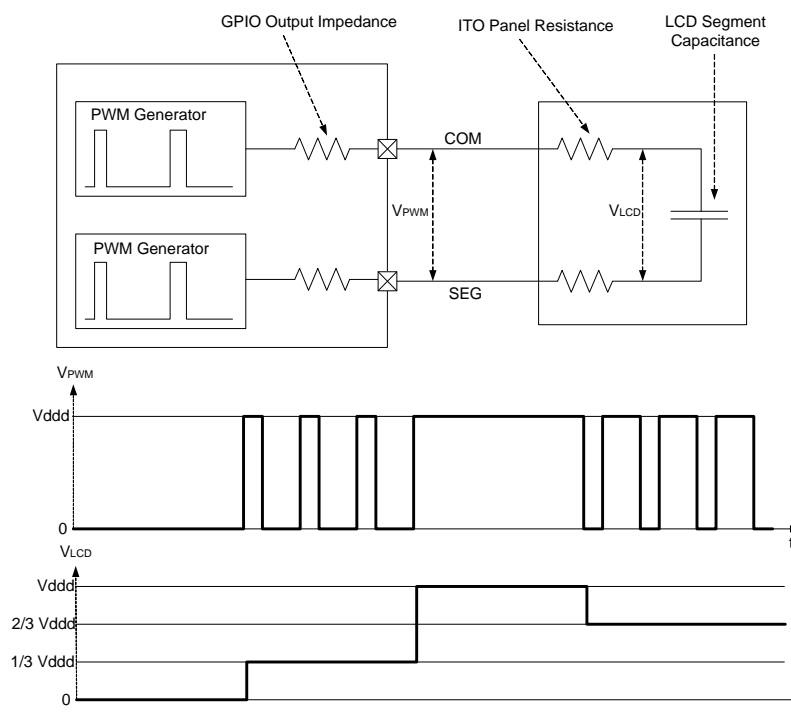 GPIO Output Impedance
ITO Panel Resistance
LCD Segment
Capacitance
PWM Generator
COM
VPWM
VLCD
PWM Generator
SEG
VPWM
Vddd
0
t
VLCD
Vddd
2/3 Vddd
1/3 Vddd
0